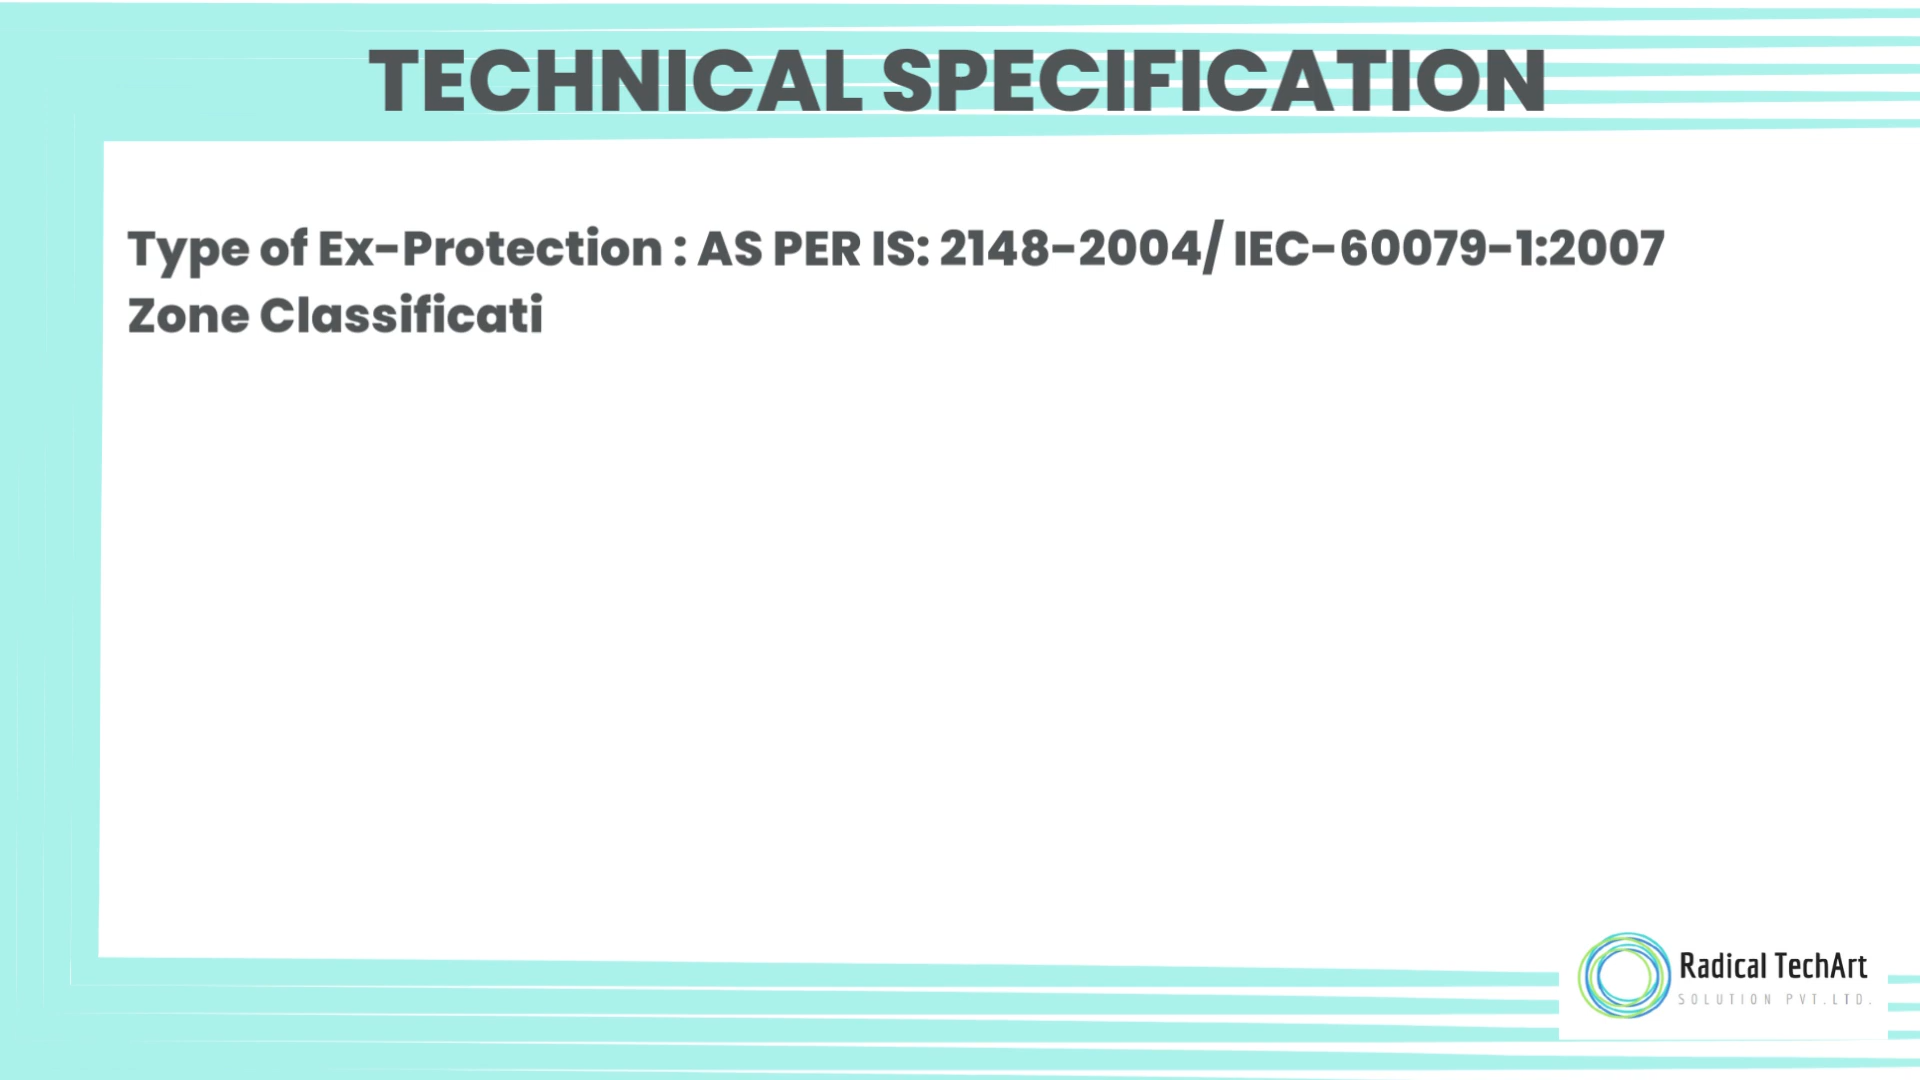 TECHNICAL SPECIFICATION
Type of Ex-Protection : AS PER IS: 2148-2004/ IEC-60079-1:2007
Zone Classificati
Radical TechArt
SOLUTION PVT.LTD.